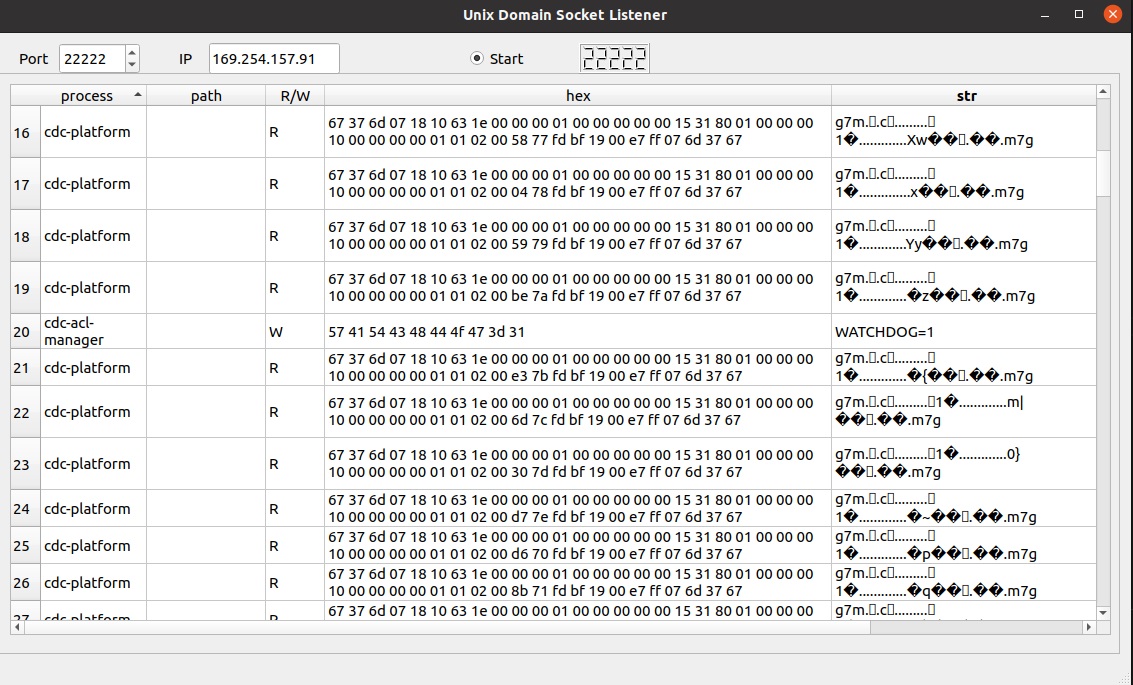 Unix Domain Socket Listener
Port 22222 IP 169.254.157.91 Start 22222
process path R/W hex str
16 cdc-platform R 67 37 6d 07 18 10 63 1e 00 00 00 01 00 00 00 00 00 15 31 80 01 00 00 00 g7m.▯.c▯.........▯
10 00 00 00 00 01 01 02 00 58 77 fd bf 19 00 e7 ff 07 6d 37 67 1�.............Xw��▯.��.m7g
17 cdc-platform R 67 37 6d 07 18 10 63 1e 00 00 00 01 00 00 00 00 00 15 31 80 01 00 00 00 g7m.▯.c▯.........▯
10 00 00 00 00 01 01 02 00 04 78 fd bf 19 00 e7 ff 07 6d 37 67 1�..............x��▯.��.m7g
18 cdc-platform R 67 37 6d 07 18 10 63 1e 00 00 00 01 00 00 00 00 00 15 31 80 01 00 00 00 g7m.▯.c▯.........▯
10 00 00 00 00 01 01 02 00 59 79 fd bf 19 00 e7 ff 07 6d 37 67 1�.............Yy��▯.��.m7g
19 cdc-platform R 67 37 6d 07 18 10 63 1e 00 00 00 01 00 00 00 00 00 15 31 80 01 00 00 00 g7m.▯.c▯.........▯
10 00 00 00 00 01 01 02 00 be 7a fd bf 19 00 e7 ff 07 6d 37 67 1�.............�z��▯.��.m7g
20 cdc-acl-
manager W 57 41 54 43 48 44 4f 47 3d 31 WATCHDOG=1
21 cdc-platform R 67 37 6d 07 18 10 63 1e 00 00 00 01 00 00 00 00 00 15 31 80 01 00 00 00 g7m.▯.c▯.........▯
10 00 00 00 00 01 01 02 00 e3 7b fd bf 19 00 e7 ff 07 6d 37 67 1�.............�{��▯.��.m7g
22 cdc-platform R 67 37 6d 07 18 10 63 1e 00 00 00 01 00 00 00 00 00 15 31 80 01 00 00 00 g7m.▯.c▯.........▯1�.............m|
10 00 00 00 00 01 01 02 00 6d 7c fd bf 19 00 e7 ff 07 6d 37 67 ��▯.��.m7g
23 cdc-platform R 67 37 6d 07 18 10 63 1e 00 00 00 01 00 00 00 00 00 15 31 80 01 00 00 00 g7m.▯.c▯.........▯1�.............0}
10 00 00 00 00 01 01 02 00 30 7d fd bf 19 00 e7 ff 07 6d 37 67 ��▯.��.m7g
24 cdc-platform R 67 37 6d 07 18 10 63 1e 00 00 00 01 00 00 00 00 00 15 31 80 01 00 00 00 g7m.▯.c▯.........▯
10 00 00 00 00 01 01 02 00 d7 7e fd bf 19 00 e7 ff 07 6d 37 67 1�.............�~��▯.��.m7g
25 cdc-platform R 67 37 6d 07 18 10 63 1e 00 00 00 01 00 00 00 00 00 15 31 80 01 00 00 00 g7m.▯.c▯.........▯
10 00 00 00 00 01 01 02 00 d6 70 fd bf 19 00 e7 ff 07 6d 37 67 1�.............�p��▯.��.m7g
26 cdc-platform R 67 37 6d 07 18 10 63 1e 00 00 00 01 00 00 00 00 00 15 31 80 01 00 00 00 g7m.▯.c▯.........▯
10 00 00 00 00 01 01 02 00 8b 71 fd bf 19 00 e7 ff 07 6d 37 67 1�.............�q��▯.��.m7g
27 cdc-platform R 67 37 6d 07 18 10 63 1e 00 00 00 01 00 00 00 00 00 15 31 80 01 00 00 00 g7m.▯.c▯.........▯